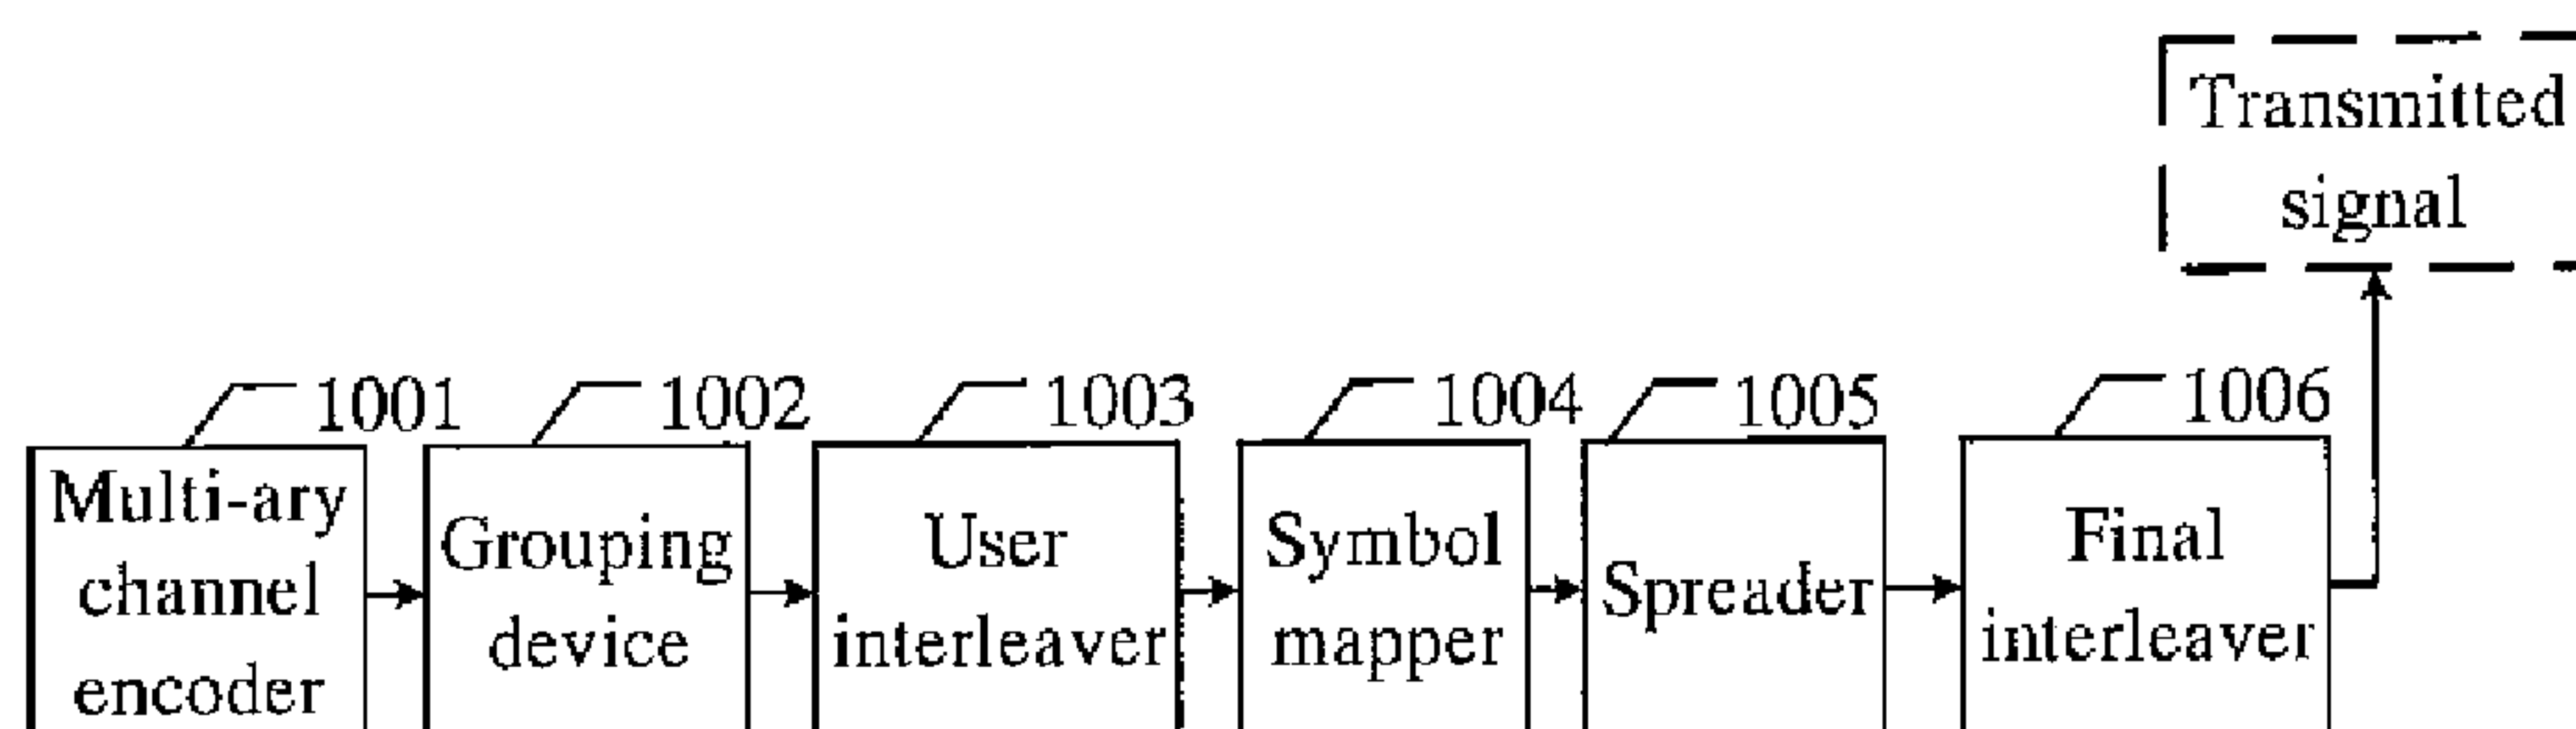 Transmitted
signal
1001
1002
1003
1004
1005
1006
Multi-ary
channel
encoder
Grouping
device
User
interleaver
Symbol
mapper
Spreader
Final
interleaver